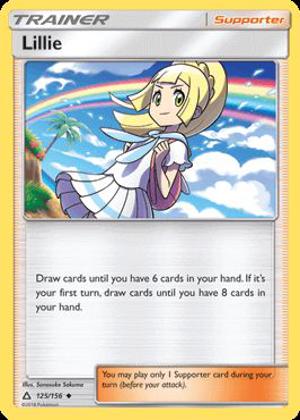 TRAINER Supporter
Lillie
Draw cards until you have 6 cards in your hand. If it's
your first turn, draw cards until you have 8 cards in
your hand.
Illus. Sanosuke Sakuma
125/156
©2018 Pokémon
You may play only 1 Supporter card during your
turn (before your attack).